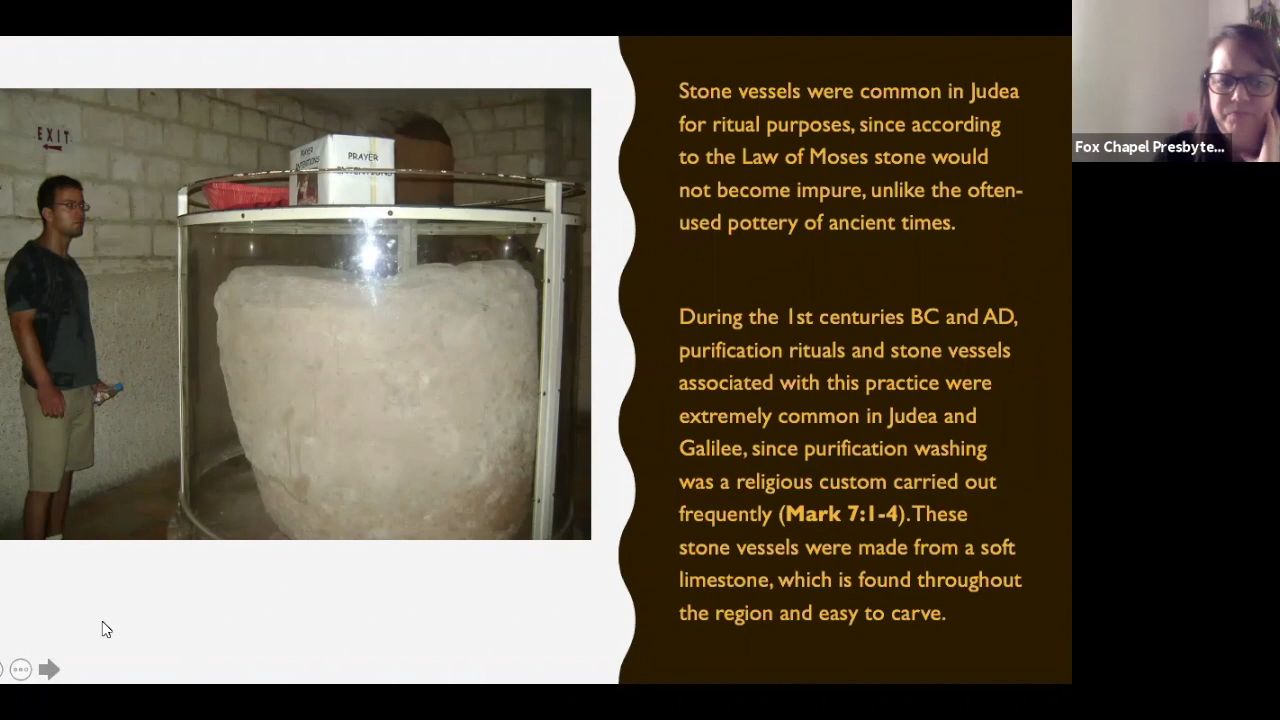 Stone vessels were common in Judea
for ritual purposes, since according
to the Law of Moses stone would
not become impure, unlike the often-
used pottery of ancient times.
During the 1st centuries BC and AD,
purification rituals and stone vessels
associated with this practice were
extremely common in Judea and
Galilee, since purification washing
was a religious custom carried out
frequently (Mark 7:1-4). These
stone vessels were made from a soft
limestone, which is found throughout
the region and easy to carve.
EXIT
PRAYER
PRAYER
INTENTIONS
Fox Chapel Presbyte...